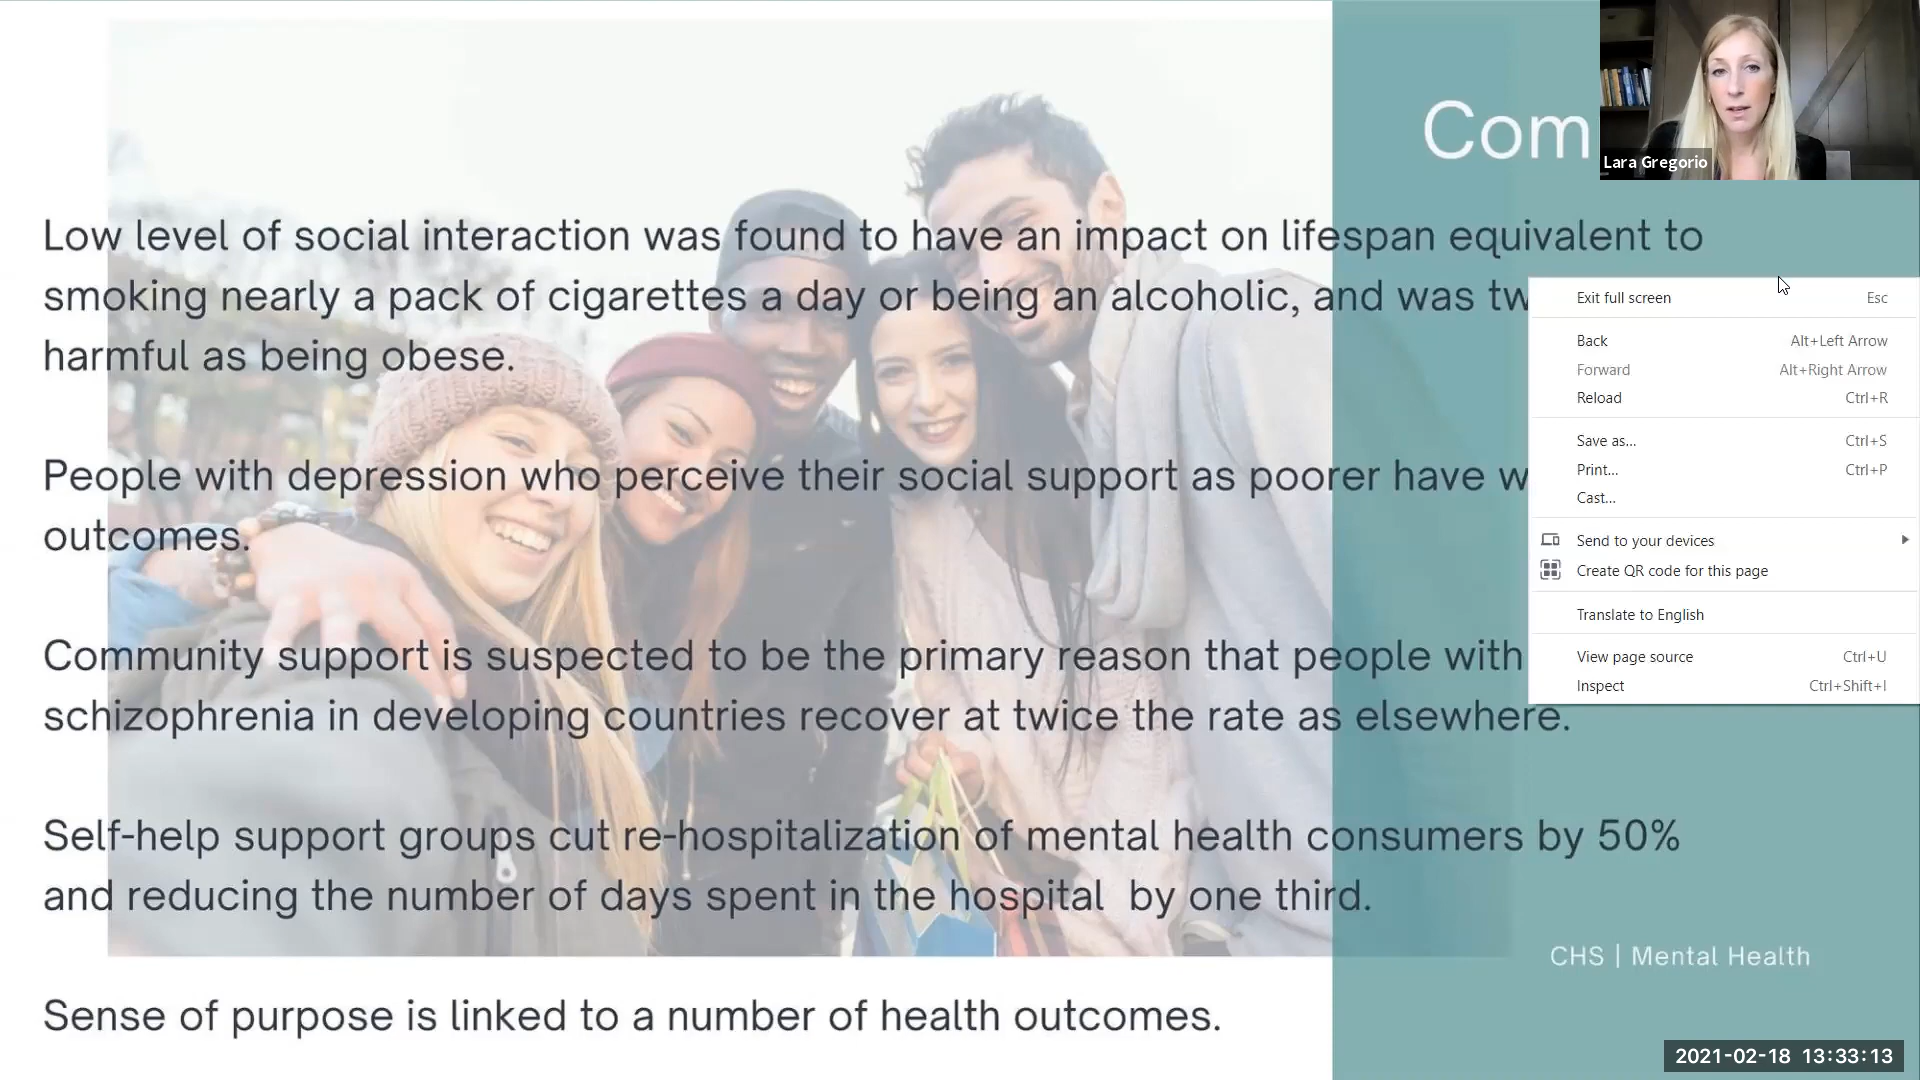 Com
Lara Gregorio
Low level of social interaction was found to have an impact on lifespan equivalent to
smoking nearly a pack of cigarettes a day or being an alcoholic, and was tw
harmful as being obese.
People with depression who perceive their social support as poorer have w
outcomes.
Community support is suspected to be the primary reason that people with
schizophrenia in developing countries recover at twice the rate as elsewhere.
Self-help support groups cut re-hospitalization of mental health consumers by 50%
and reducing the number of days spent in the hospital  by one third.
Sense of purpose is linked to a number of health outcomes.
Exit full screen Esc
Back Alt+Left Arrow
Forward Alt+Right Arrow
Reload Ctrl+R
Save as... Ctrl+S
Print... Ctrl+P
Cast...
Send to your devices
Create QR code for this page
Translate to English
View page source Ctrl+U
Inspect Ctrl+Shift+I
CHS | Mental Health
2021-02-18 13:33:13